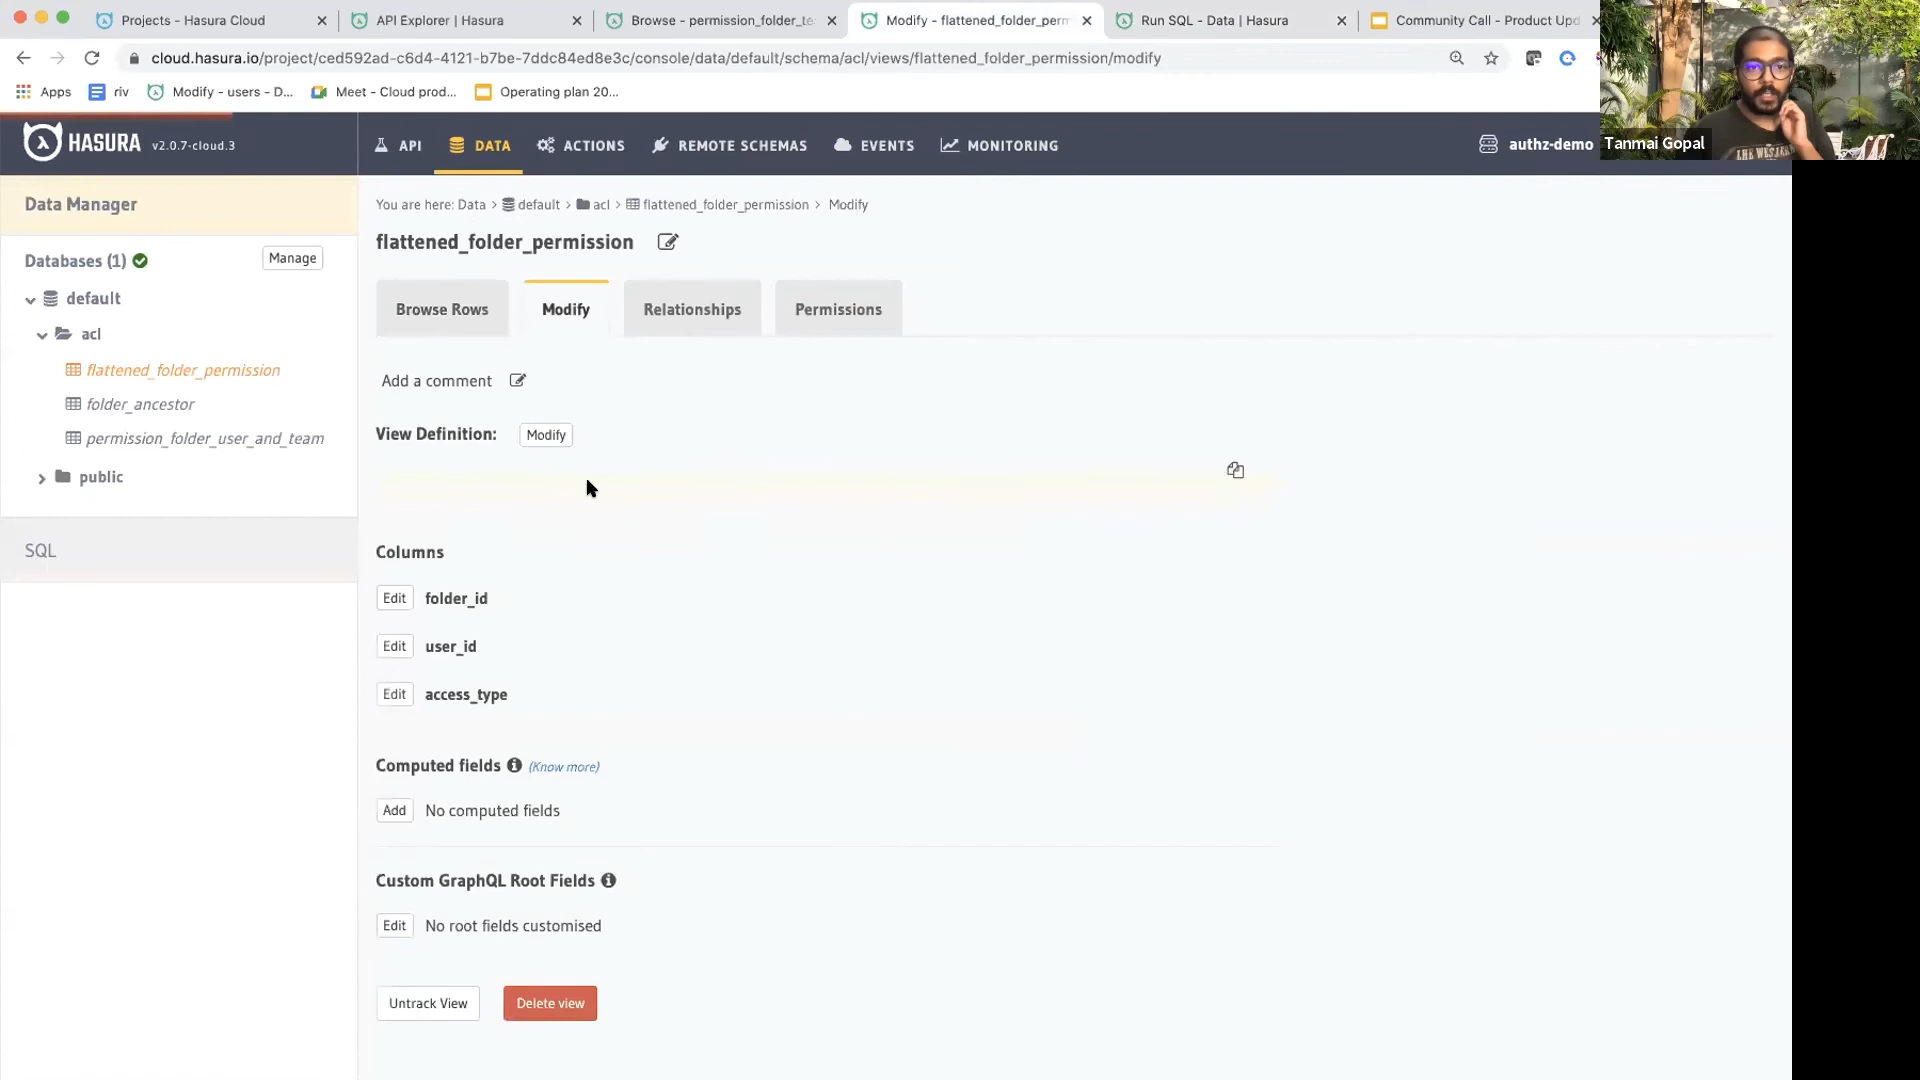 Projects - Hasura Cloud
API Explorer | Hasura
Browse - permission_folder_te
Modify - flattened_folder_perm
Run SQL - Data | Hasura
Community Call - Product Upd
cloud.hasura.io/project/ced592ad-c6d4-4121-b7be-7ddc84ed8e3c/console/data/default/schema/acl/views/flattened_folder_permission/modify
Apps
riv
Modify - users - D...
Meet - Cloud prod...
Operating plan 20...
HASURA v2.0.7-cloud.3
API
DATA
ACTIONS
REMOTE SCHEMAS
EVENTS
MONITORING
authz-demo
Tanmai Gopal
THE WESTERN
Data Manager
Databases (1)
Manage
default
acl
flattened_folder_permission
folder_ancestor
permission_folder_user_and_team
public
SQL
You are here: Data > default > acl > flattened_folder_permission > Modify
flattened_folder_permission
Browse Rows
Modify
Relationships
Permissions
Add a comment
View Definition:
Modify
Columns
Edit folder_id
Edit user_id
Edit access_type
Computed fields (Know more)
Add No computed fields
Custom GraphQL Root Fields
Edit No root fields customised
Untrack View
Delete view